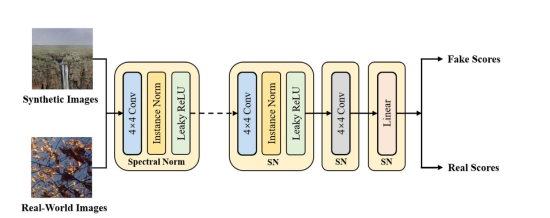 Synthetic Images
Real-World Images
4×4 Conv
Instance Norm
Leaky ReLU
Spectral Norm
4×4 Conv
Instance Norm
Leaky ReLU
SN
4×4 Conv
SN
Linear
SN
Fake Scores
Real Scores